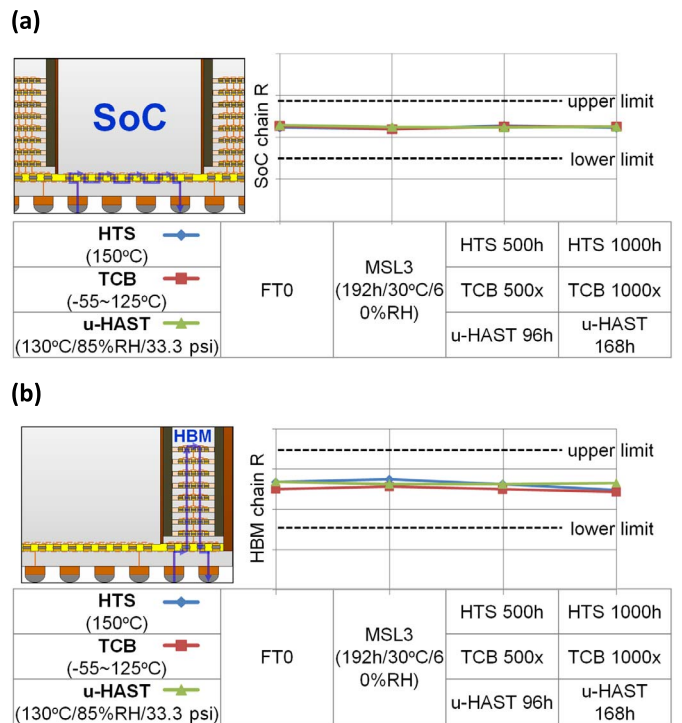 (a)
SoC
SoC chain R
upper limit
lower limit
HTS
(150°C)
TCB
(-55~125°C)
u-HAST
(130°C/85%RH/33.3 psi)
FT0
MSL3
(192h/30°C/6
0%RH)
HTS 500h
HTS 1000h
TCB 500x
TCB 1000x
u-HAST 96h
u-HAST
168h
(b)
HBM
HBM chain R
upper limit
lower limit
HTS
(150°C)
TCB
(-55~125°C)
u-HAST
(130°C/85%RH/33.3 psi)
FT0
MSL3
(192h/30°C/6
0%RH)
HTS 500h
HTS 1000h
TCB 500x
TCB 1000x
u-HAST 96h
u-HAST
168h